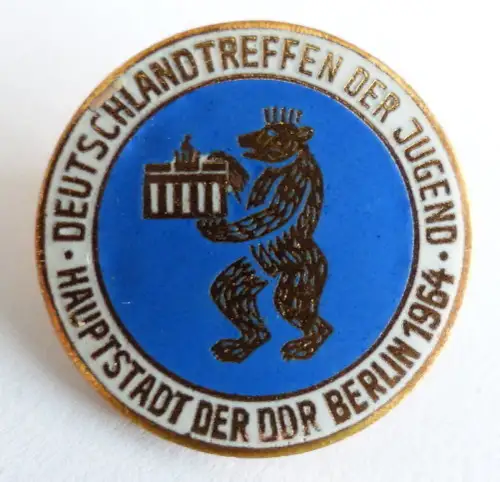 DEUTSCHLANDTREFFEN DER JUGEND
· HAUPTSTADT DER DDR BERLIN 1964 ·